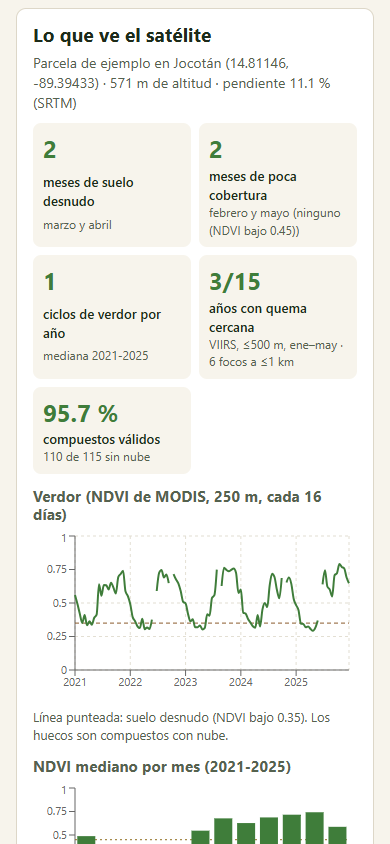 Lo que ve el satélite
Parcela de ejemplo en Jocotán (14.81146,
-89.39433) · 571 m de altitud · pendiente 11.1 %
(SRTM)
2
meses de suelo
desnudo
marzo y abril
2
meses de poca
cobertura
febrero y mayo (ninguno
(NDVI bajo 0.45))
1
ciclos de verdor por
año
mediana 2021-2025
3/15
años con quema
cercana
VIIRS, ≤500 m, ene–may ·
6 focos a ≤1 km
95.7 %
compuestos válidos
110 de 115 sin nube
Verdor (NDVI de MODIS, 250 m, cada 16
días)
1
0.75
0.5
0.25
0
2021 2022 2023 2024 2025
Línea punteada: suelo desnudo (NDVI bajo 0.35). Los
huecos son compuestos con nube.
NDVI mediano por mes (2021-2025)
1
0.75
0.5